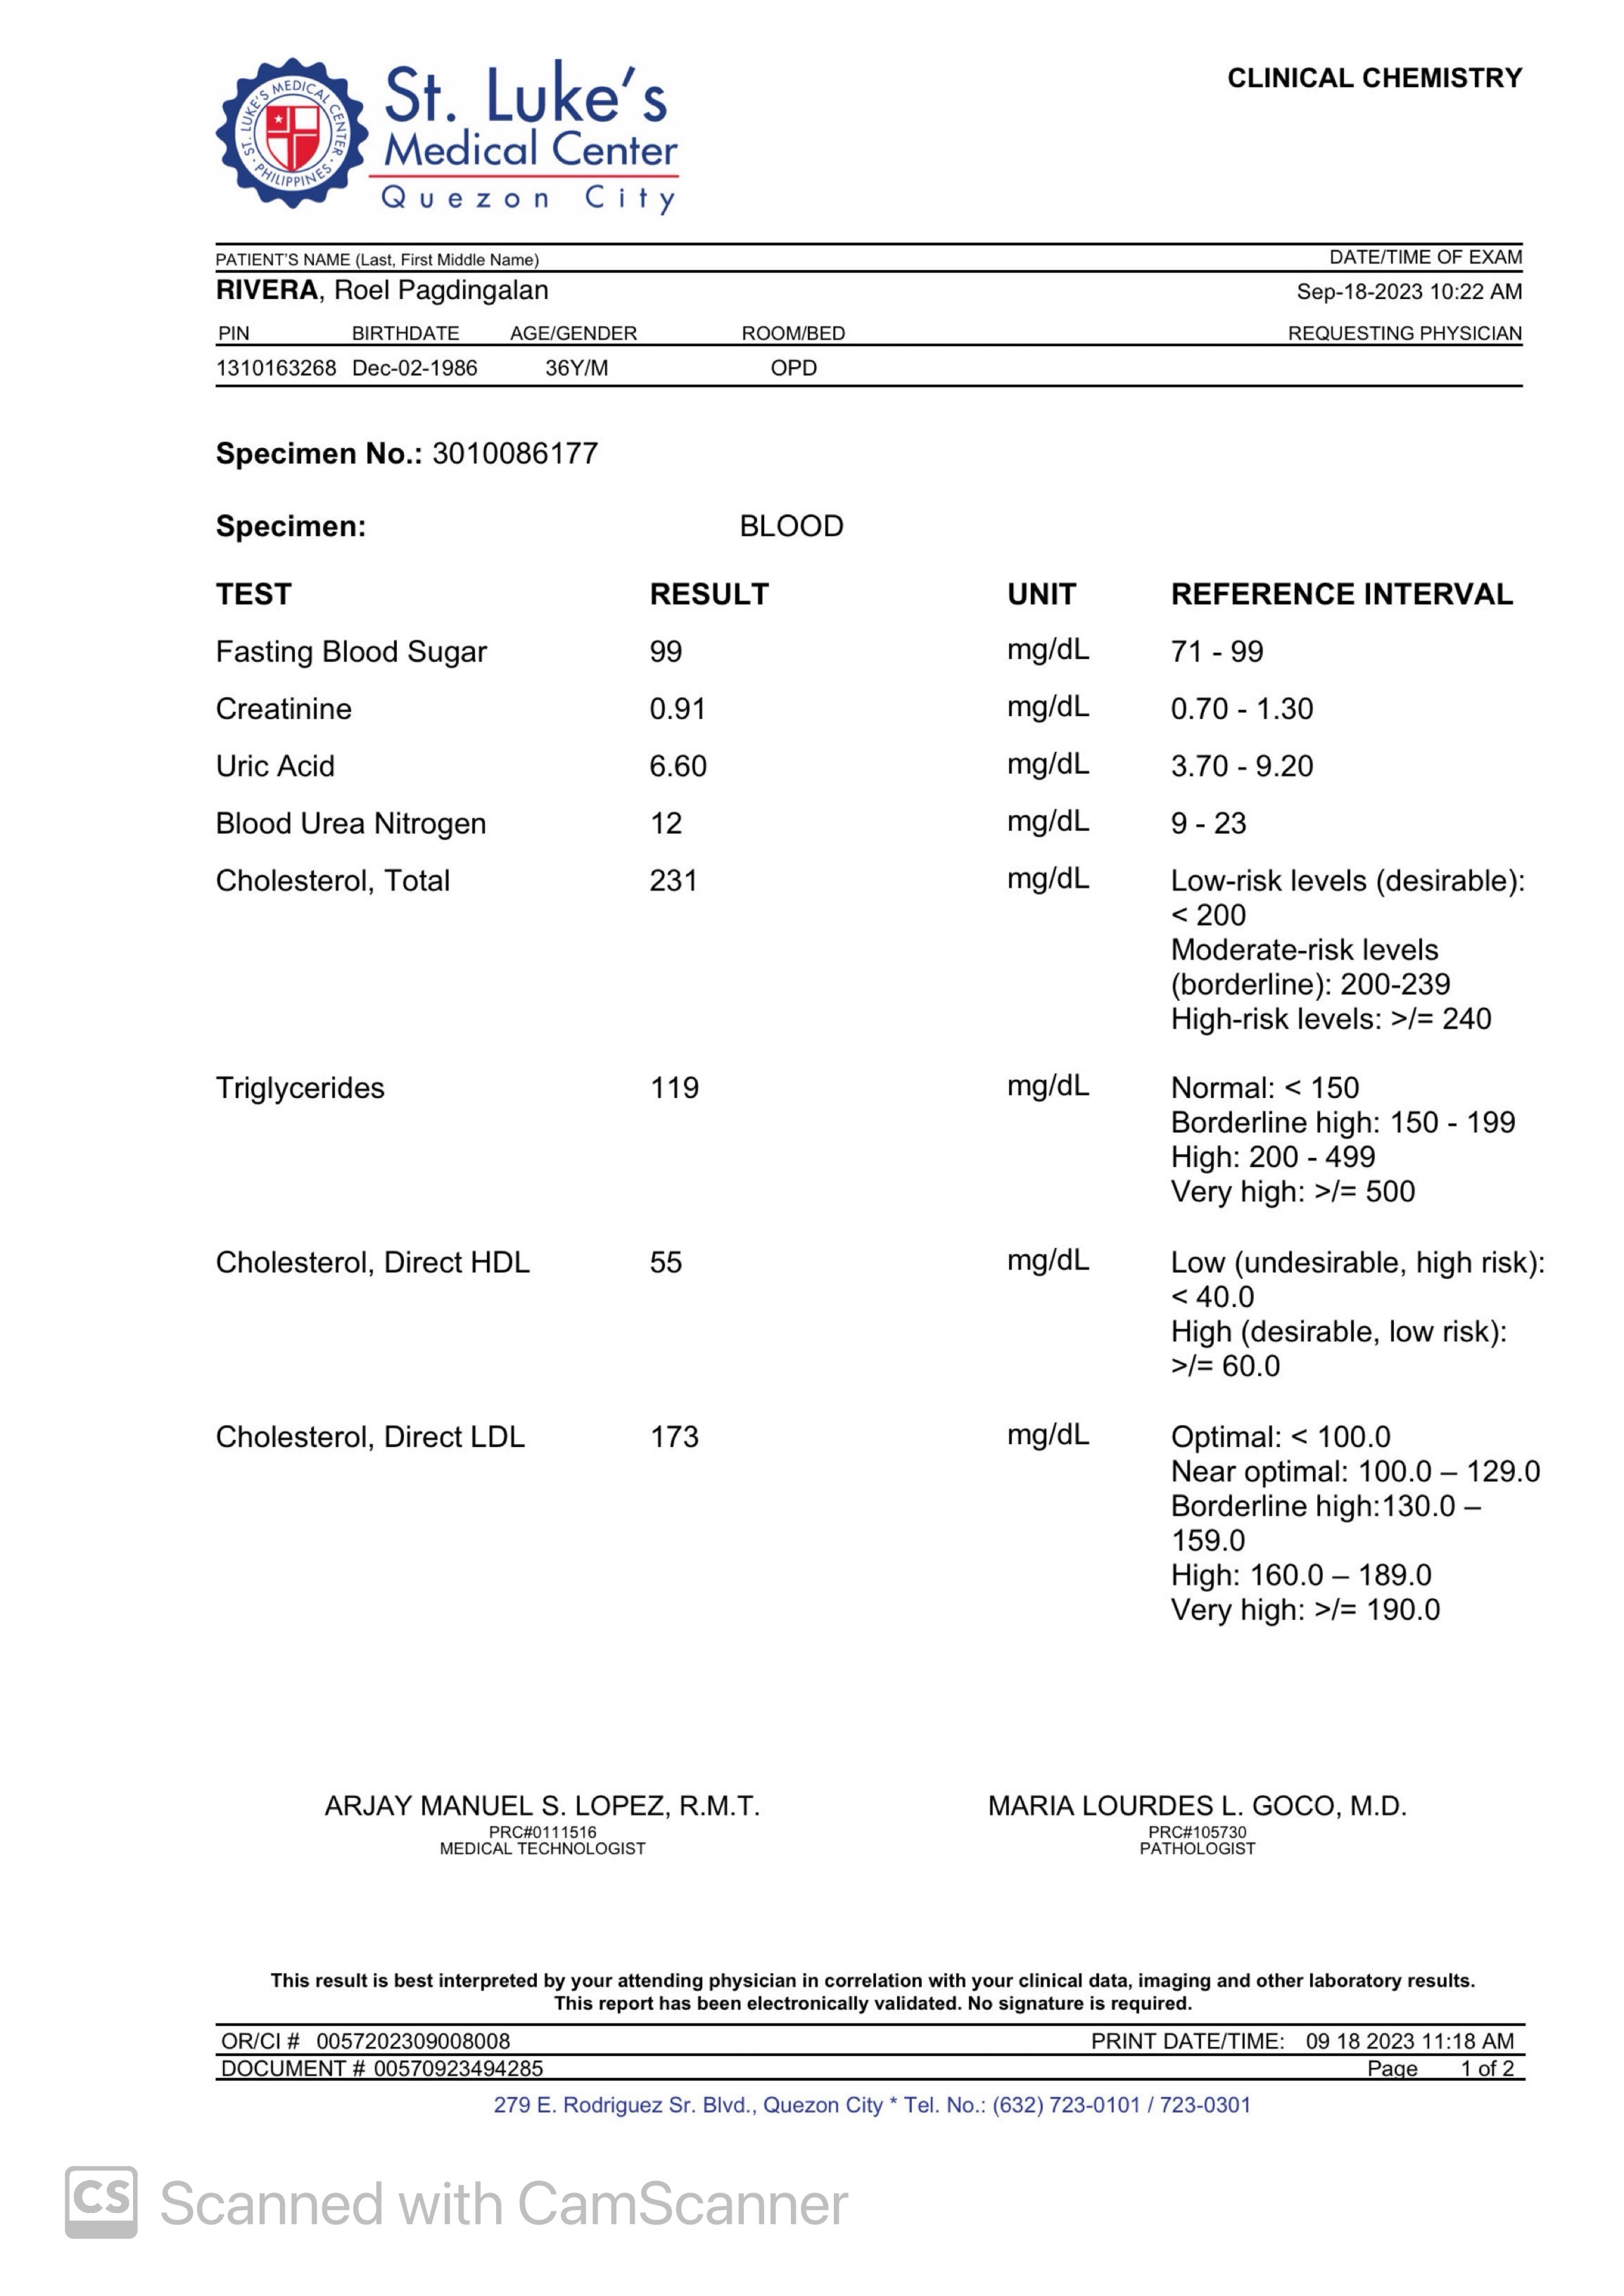 ST. LUKE'S MEDICAL CENTER • PHILIPPINES •
St. Luke's
Medical Center
Quezon City
CLINICAL CHEMISTRY
PATIENT'S NAME (Last, First Middle Name) DATE/TIME OF EXAM
RIVERA, Roel Pagdingalan Sep-18-2023 10:22 AM
PIN BIRTHDATE AGE/GENDER ROOM/BED REQUESTING PHYSICIAN
1310163268 Dec-02-1986 36Y/M OPD
Specimen No.: 3010086177
Specimen: BLOOD
TEST RESULT UNIT REFERENCE INTERVAL
Fasting Blood Sugar 99 mg/dL 71 - 99
Creatinine 0.91 mg/dL 0.70 - 1.30
Uric Acid 6.60 mg/dL 3.70 - 9.20
Blood Urea Nitrogen 12 mg/dL 9 - 23
Cholesterol, Total 231 mg/dL Low-risk levels (desirable):
< 200
Moderate-risk levels
(borderline): 200-239
High-risk levels: >/= 240
Triglycerides 119 mg/dL Normal: < 150
Borderline high: 150 - 199
High: 200 - 499
Very high: >/= 500
Cholesterol, Direct HDL 55 mg/dL Low (undesirable, high risk):
< 40.0
High (desirable, low risk):
>/= 60.0
Cholesterol, Direct LDL 173 mg/dL Optimal: < 100.0
Near optimal: 100.0 – 129.0
Borderline high:130.0 –
159.0
High: 160.0 – 189.0
Very high: >/= 190.0
ARJAY MANUEL S. LOPEZ, R.M.T. MARIA LOURDES L. GOCO, M.D.
PRC#0111516 PRC#105730
MEDICAL TECHNOLOGIST PATHOLOGIST
This result is best interpreted by your attending physician in correlation with your clinical data, imaging and other laboratory results.
This report has been electronically validated. No signature is required.
OR/CI # 0057202309008008 PRINT DATE/TIME: 09 18 2023 11:18 AM
DOCUMENT # 00570923494285 Page 1 of 2
279 E. Rodriguez Sr. Blvd., Quezon City * Tel. No.: (632) 723-0101 / 723-0301
CS Scanned with CamScanner